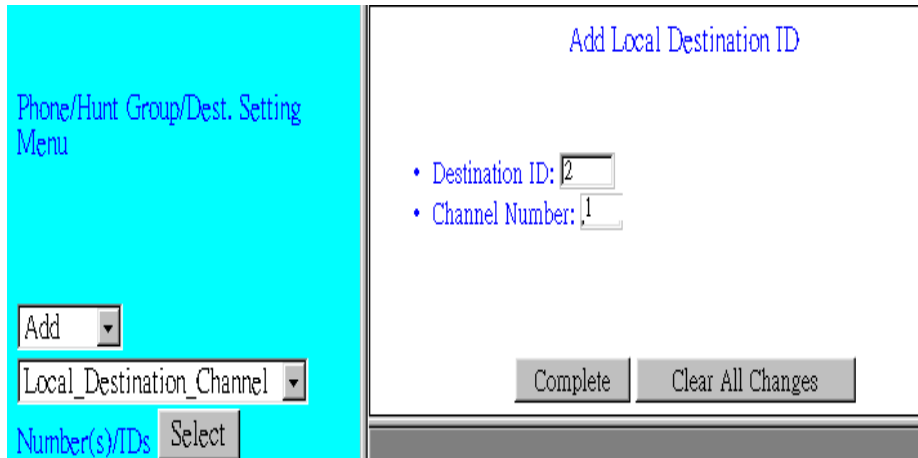 Phone/Hunt Group/Dest. Setting
Menu
Add
Local_Destination_Channel
Number(s)/IDs Select
Add Local Destination ID
• Destination ID: 2
• Channel Number: 1
Complete Clear All Changes